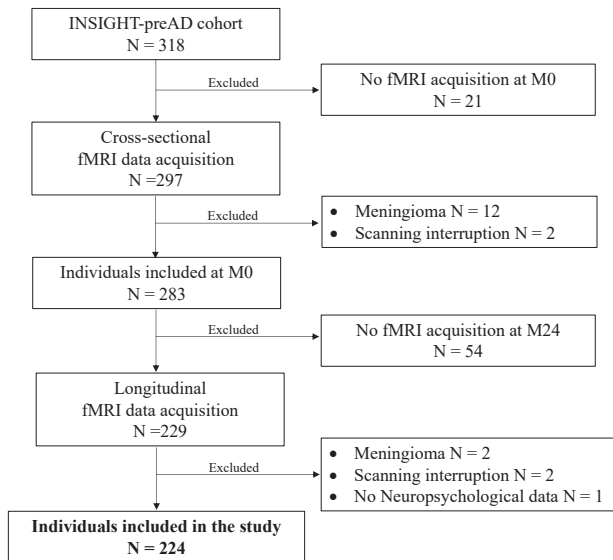 INSIGHT-preAD cohort
N = 318
Excluded
No fMRI acquisition at M0
N = 21
Cross-sectional
fMRI data acquisition
N =297
Excluded
• Meningioma N = 12
• Scanning interruption N = 2
Individuals included at M0
N = 283
Excluded
No fMRI acquisition at M24
N = 54
Longitudinal
fMRI data acquisition
N =229
Excluded
• Meningioma N = 2
• Scanning interruption N = 2
• No Neuropsychological data N = 1
Individuals included in the study
N = 224